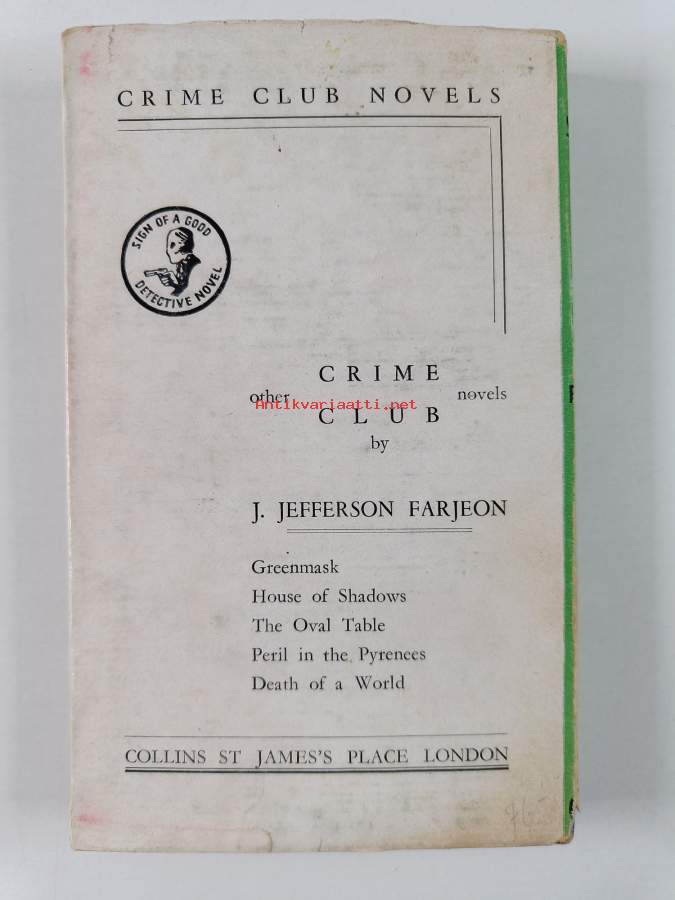 CRIME CLUB NOVELS
SIGN OF A GOOD
DETECTIVE NOVEL
CRIME
other novels
Antikvariaatti.net
CLUB
by
J. JEFFERSON FARJEON
Greenmask
House of Shadows
The Oval Table
Peril in the Pyrenees
Death of a World
COLLINS ST JAMES'S PLACE LONDON